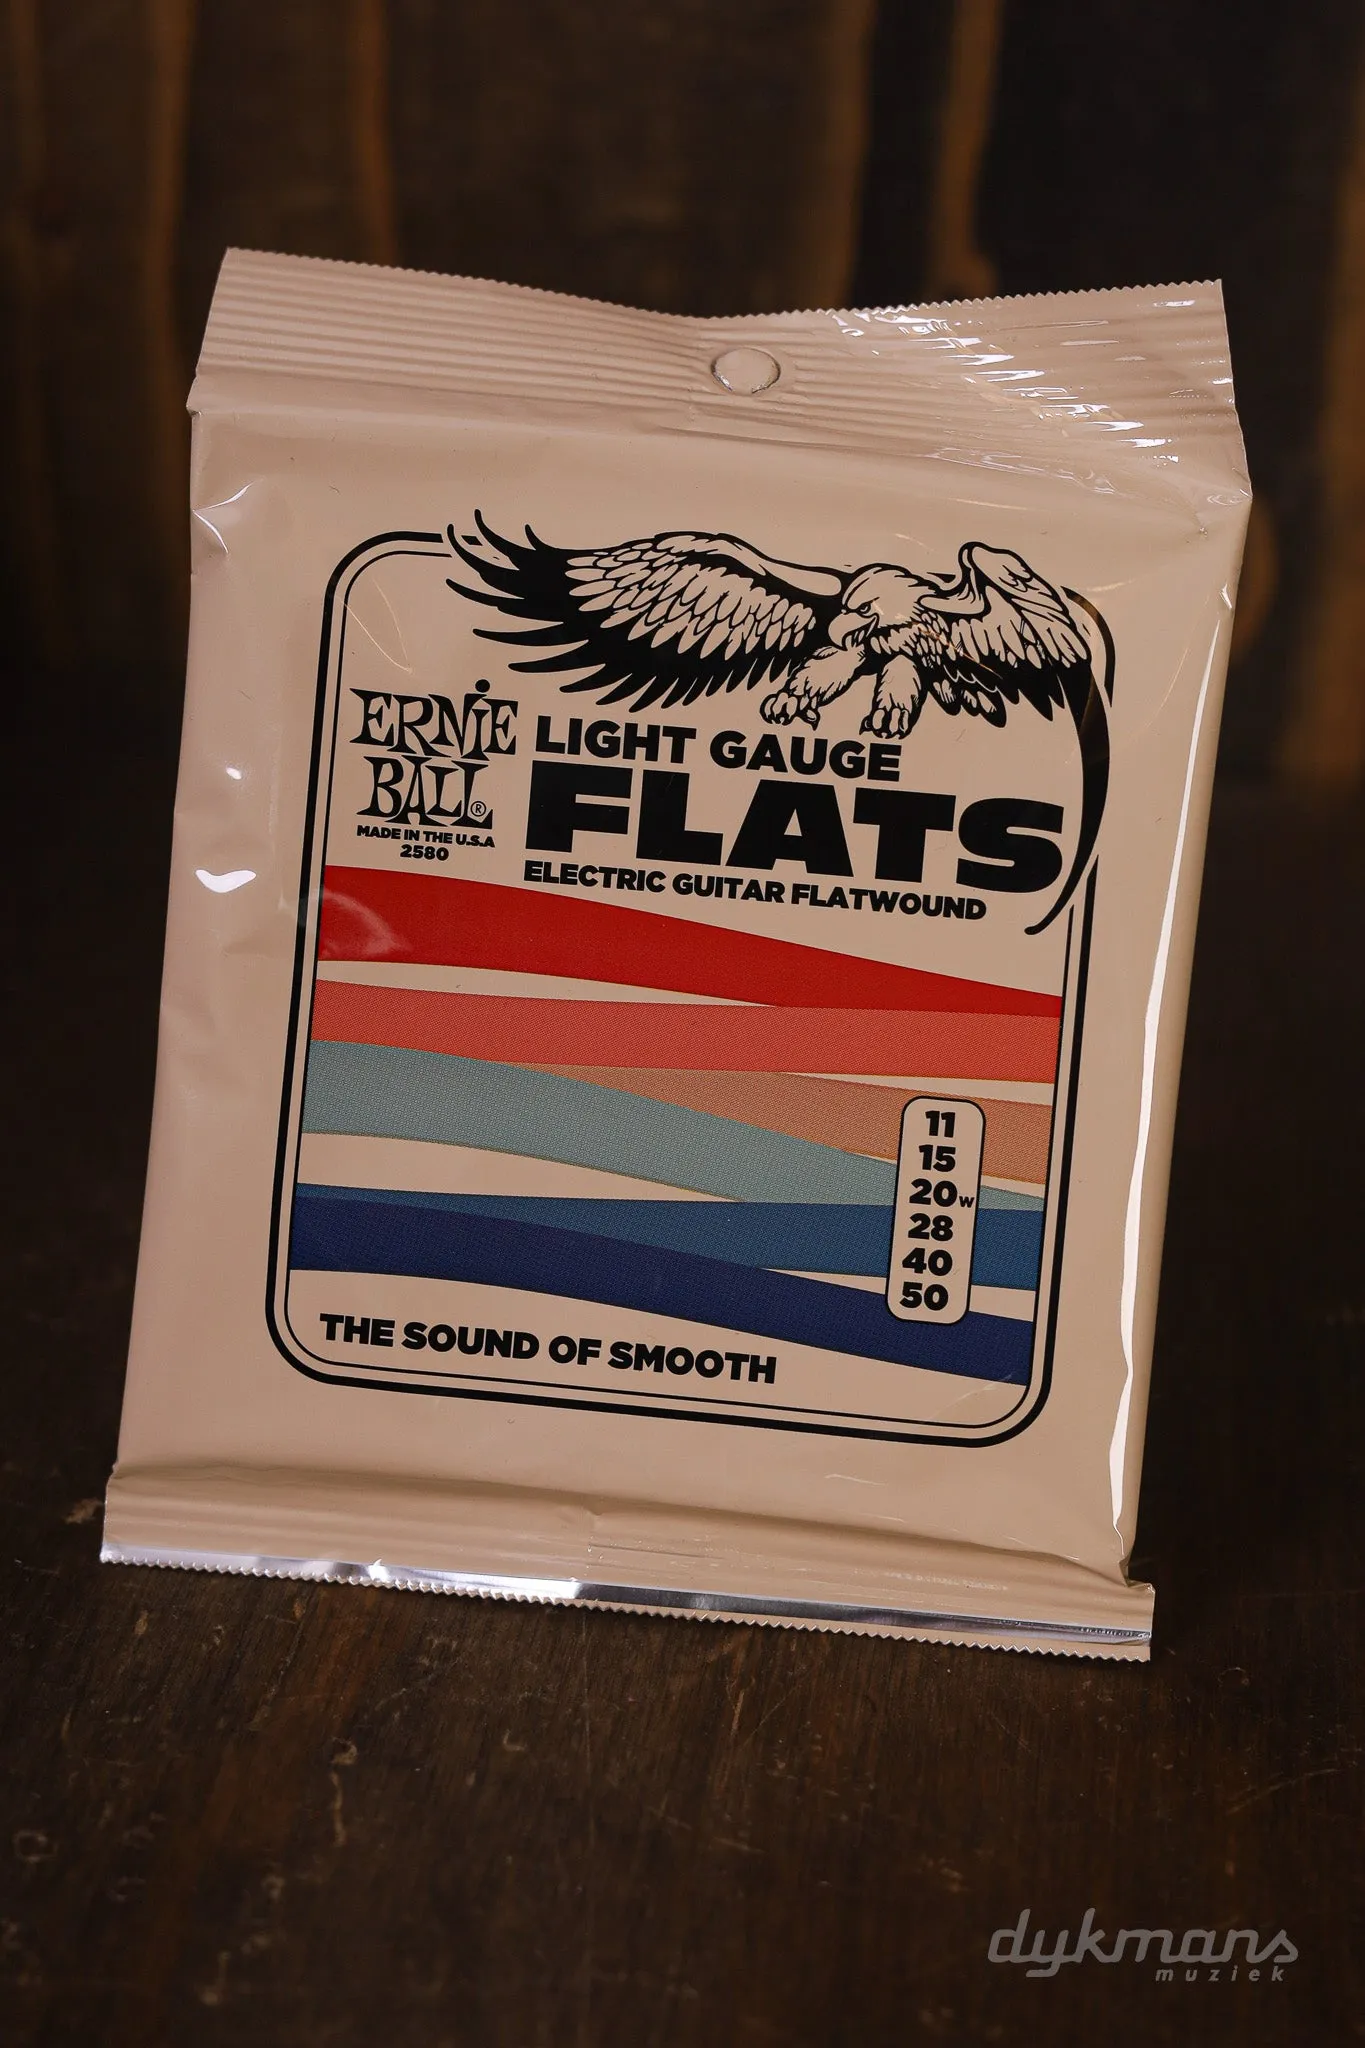 ERNiE
BALL®
MADE IN THE U.S.A
2580
LIGHT GAUGE
FLATS
ELECTRIC GUITAR FLATWOUND
11
15
20w
28
40
50
THE SOUND OF SMOOTH
dykmans
muziek